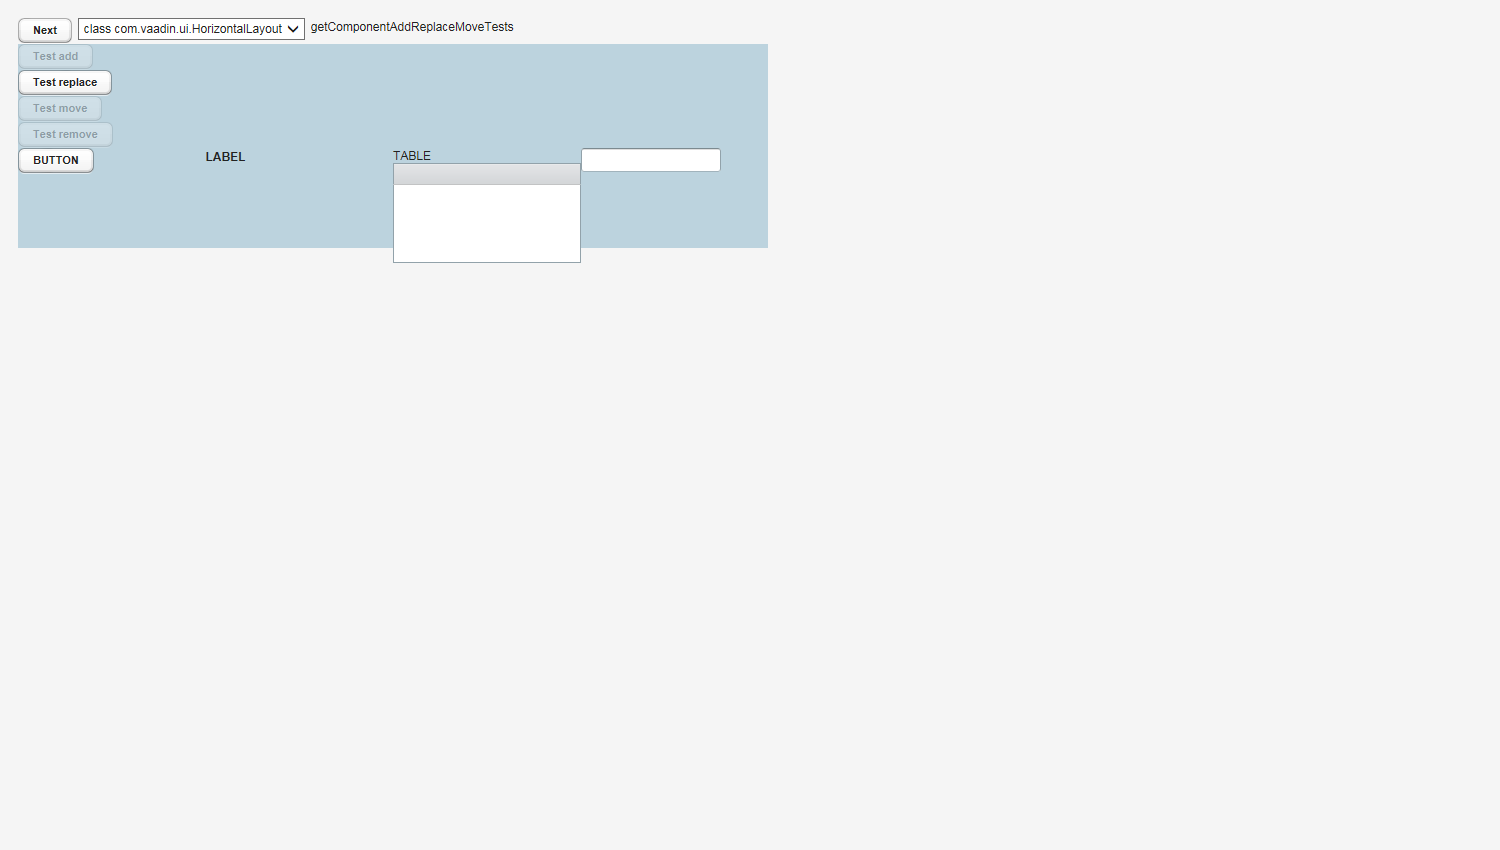 Next class com.vaadin.ui.HorizontalLayout getComponentAddReplaceMoveTests
Test add
Test replace
Test move
Test remove
BUTTON LABEL TABLE